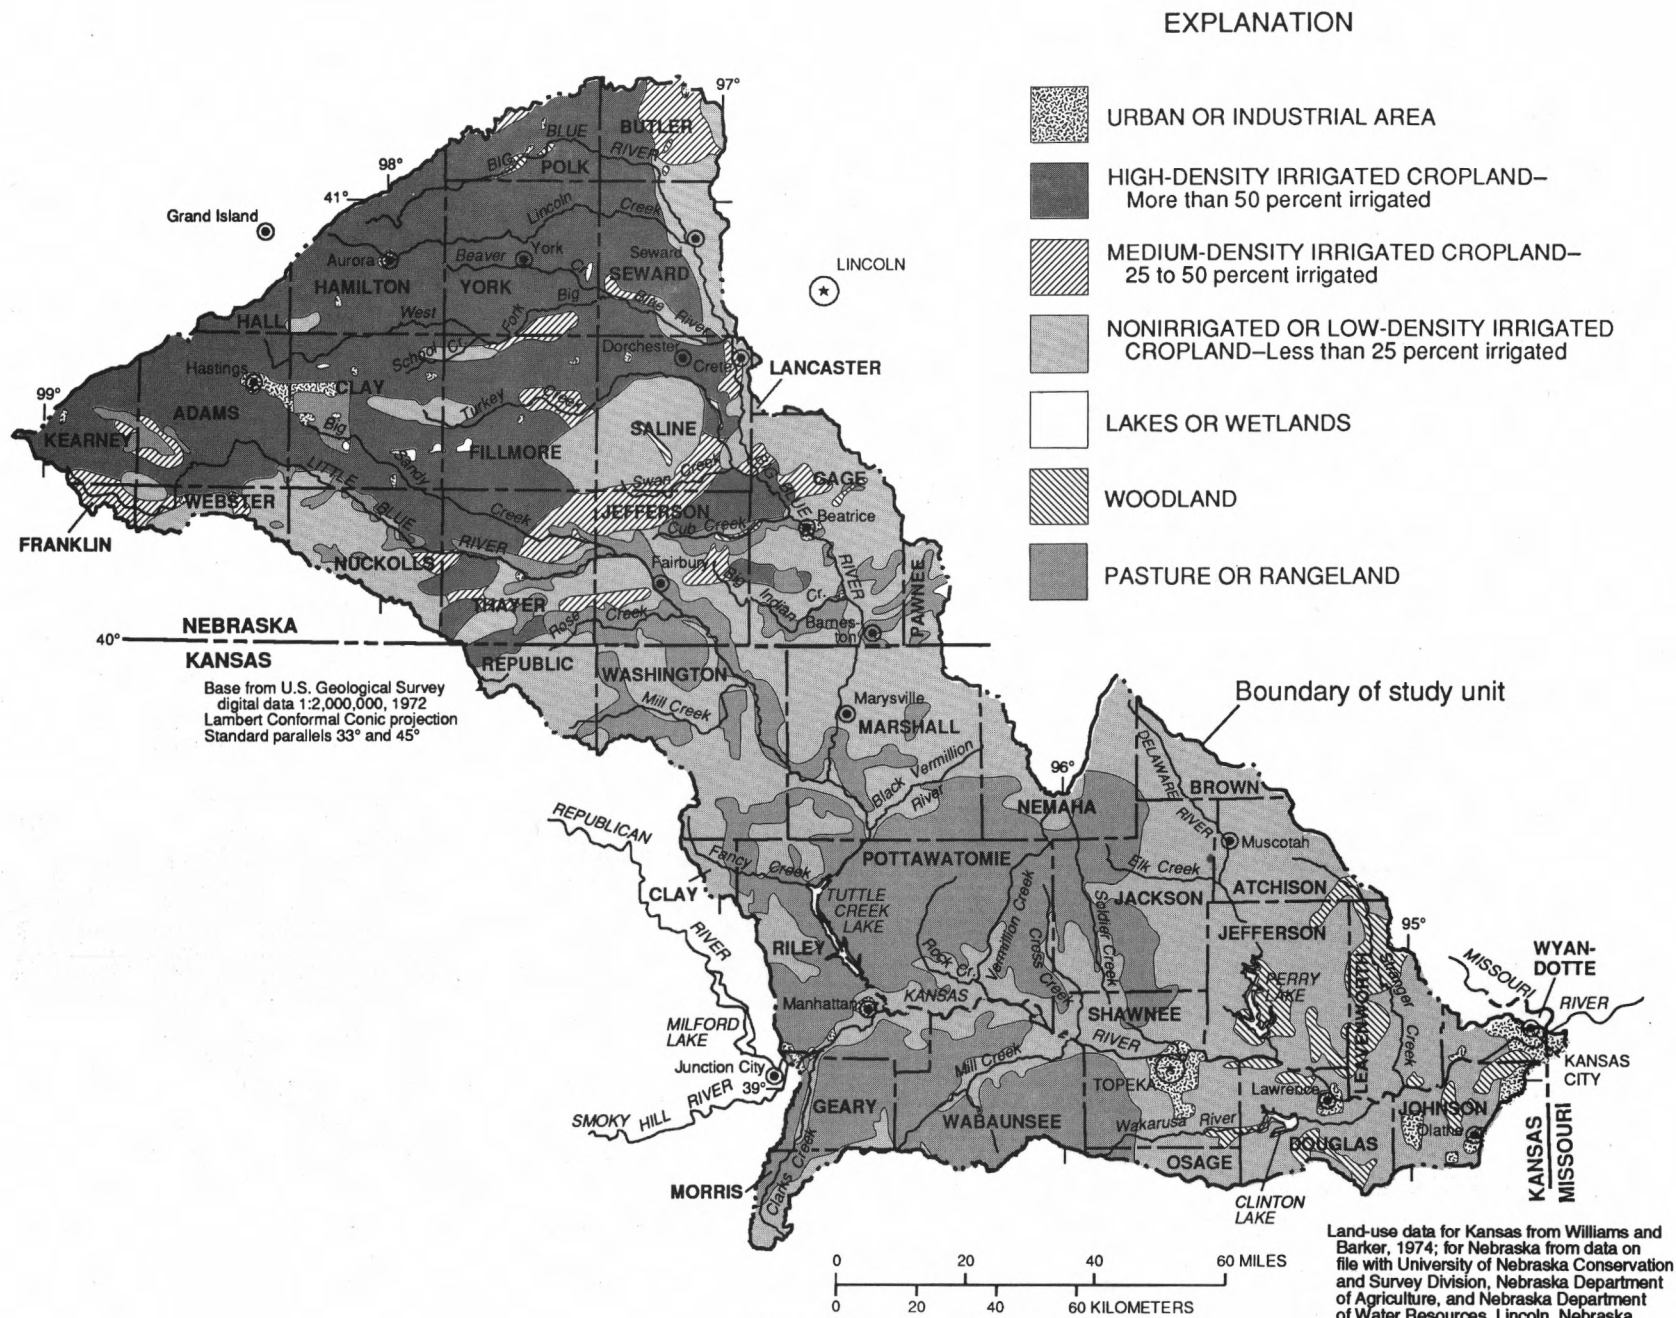 EXPLANATION
URBAN OR INDUSTRIAL AREA
HIGH-DENSITY IRRIGATED CROPLAND–
More than 50 percent irrigated
MEDIUM-DENSITY IRRIGATED CROPLAND–
25 to 50 percent irrigated
NONIRRIGATED OR LOW-DENSITY IRRIGATED
CROPLAND–Less than 25 percent irrigated
LAKES OR WETLANDS
WOODLAND
PASTURE OR RANGELAND
97°
BUTLER
BLUE
BIG
RIVER
POLK
98°
41°
Grand Island
Lincoln
Creek
Aurora
Beaver
York
Cr.
Seward
SEWARD
LINCOLN
HAMILTON
YORK
Big
Blue
River
HALL
West
Fork
School Cr.
Dorchester
Crete
LANCASTER
Hastings
CLAY
99°
ADAMS
Turkey
Creek
KEARNEY
Big
Sandy
Creek
FILLMORE
SALINE
Swan Creek
BIG
BLUE
RIVER
GAGE
LITTLE
BLUE
RIVER
WEBSTER
JEFFERSON
Cub Creek
Beatrice
FRANKLIN
NUCKOLLS
Fairbury
Big
Indian
Cr.
PAWNEE
THAYER
Rose
Creek
Barnes-
ton
40°
NEBRASKA
KANSAS
REPUBLIC
WASHINGTON
Mill Creek
Base from U.S. Geological Survey
digital data 1:2,000,000, 1972
Lambert Conformal Conic projection
Standard parallels 33° and 45°
Marysville
MARSHALL
Boundary of study unit
Black Vermillion
River
96°
DELAWARE
RIVER
BROWN
NEMAHA
REPUBLICAN
RIVER
Muscotah
Fancy
Creek
POTTAWATOMIE
Elk Creek
CLAY
TUTTLE
CREEK
LAKE
JACKSON
ATCHISON
Vermillion Creek
Soldier Creek
Cross Creek
JEFFERSON
95°
RILEY
Rock Cr.
PERRY
LAKE
LEAVENWORTH
Stranger
Creek
MISSOURI
RIVER
WYAN-
DOTTE
Manhattan
KANSAS
RIVER
SHAWNEE
MILFORD
LAKE
Junction City
39°
Mill Creek
TOPEKA
Lawrence
KANSAS
CITY
SMOKY HILL RIVER
GEARY
WABAUNSEE
Wakarusa River
JOHNSON
Olathe
DOUGLAS
OSAGE
KANSAS
MISSOURI
MORRIS
Clarks Creek
CLINTON
LAKE
0 20 40 60 MILES
0 20 40 60 KILOMETERS
Land-use data for Kansas from Williams and
Barker, 1974; for Nebraska from data on
file with University of Nebraska Conservation
and Survey Division, Nebraska Department
of Agriculture, and Nebraska Department
of Water Resources, Lincoln, Nebraska